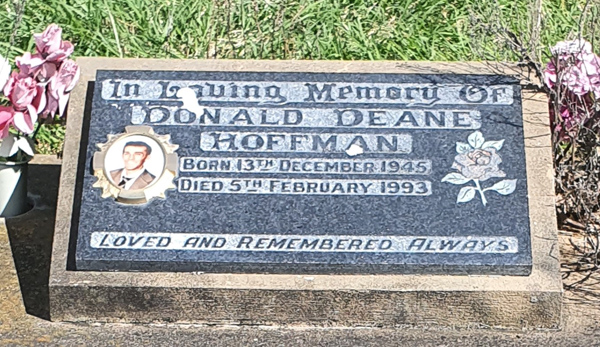 In Loving Memory Of
DONALD DEANE
HOFFMAN
BORN 13TH DECEMBER 1945
DIED 5TH FEBRUARY 1993
LOVED AND REMEMBERED ALWAYS